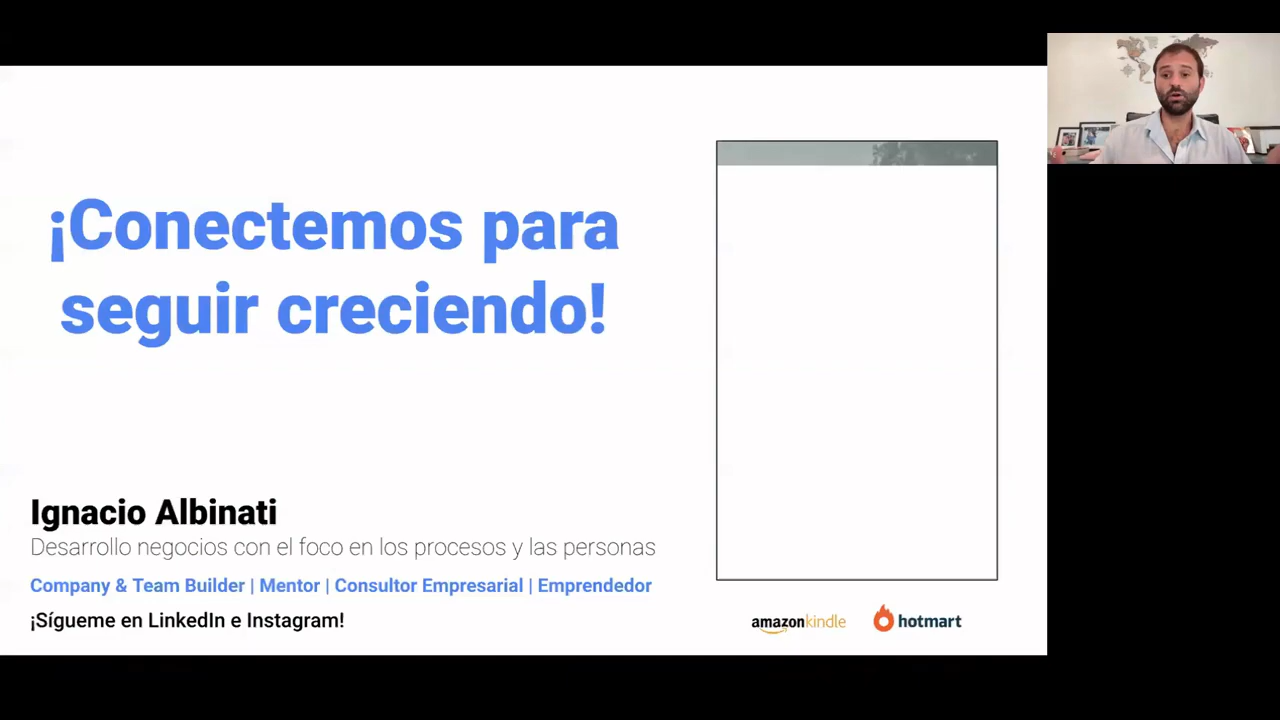 ¡Conectemos para
seguir creciendo!
Ignacio Albinati
Desarrollo negocios con el foco en los procesos y las personas
Company & Team Builder | Mentor | Consultor Empresarial | Emprendedor
¡Sígueme en LinkedIn e Instagram!
amazonkindle
hotmart